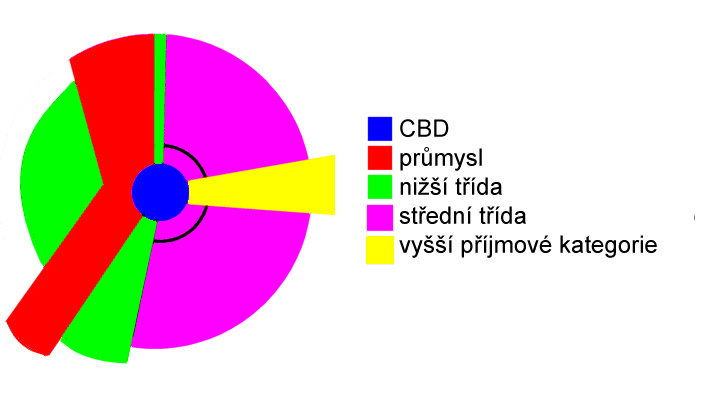 CBD
průmysl
nižší třída
střední třída
vyšší příjmové kategorie